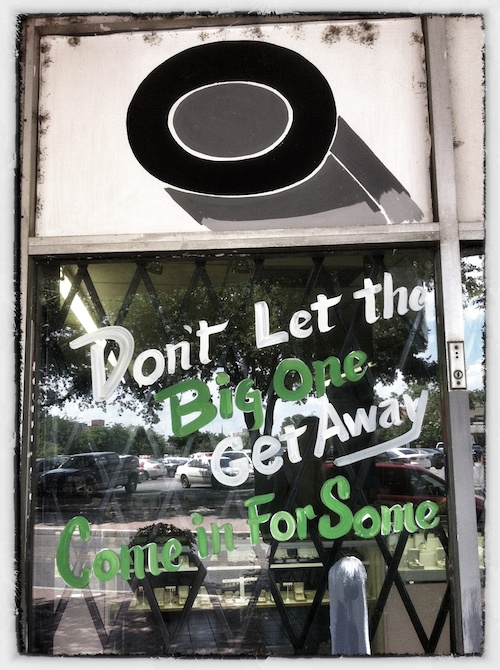 O
Don't Let the
Big One
Get Away
Come in For Some